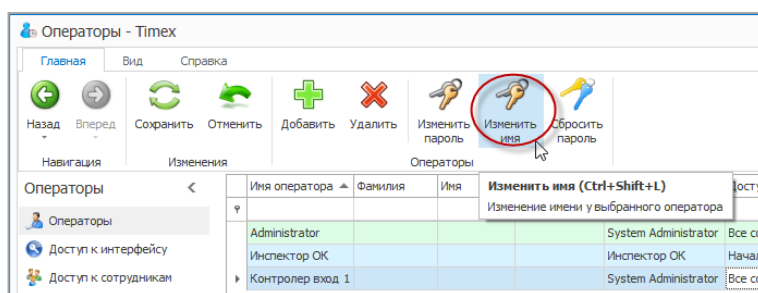 Операторы - Timex
Главная Вид Справка
Назад Вперед Сохранить Отменить Добавить Удалить Изменить пароль Изменить имя Сбросить пароль
Навигация Изменения Операторы
Операторы
Имя оператора Фамилия Имя
Изменить имя (Ctrl+Shift+L)
Изменение имени у выбранного оператора
Операторы
Доступ к интерфейсу
Доступ к сотрудникам
Administrator System Administrator Все
Инспектор ОК Инспектор ОК
Контролер вход 1 System Administrator Все